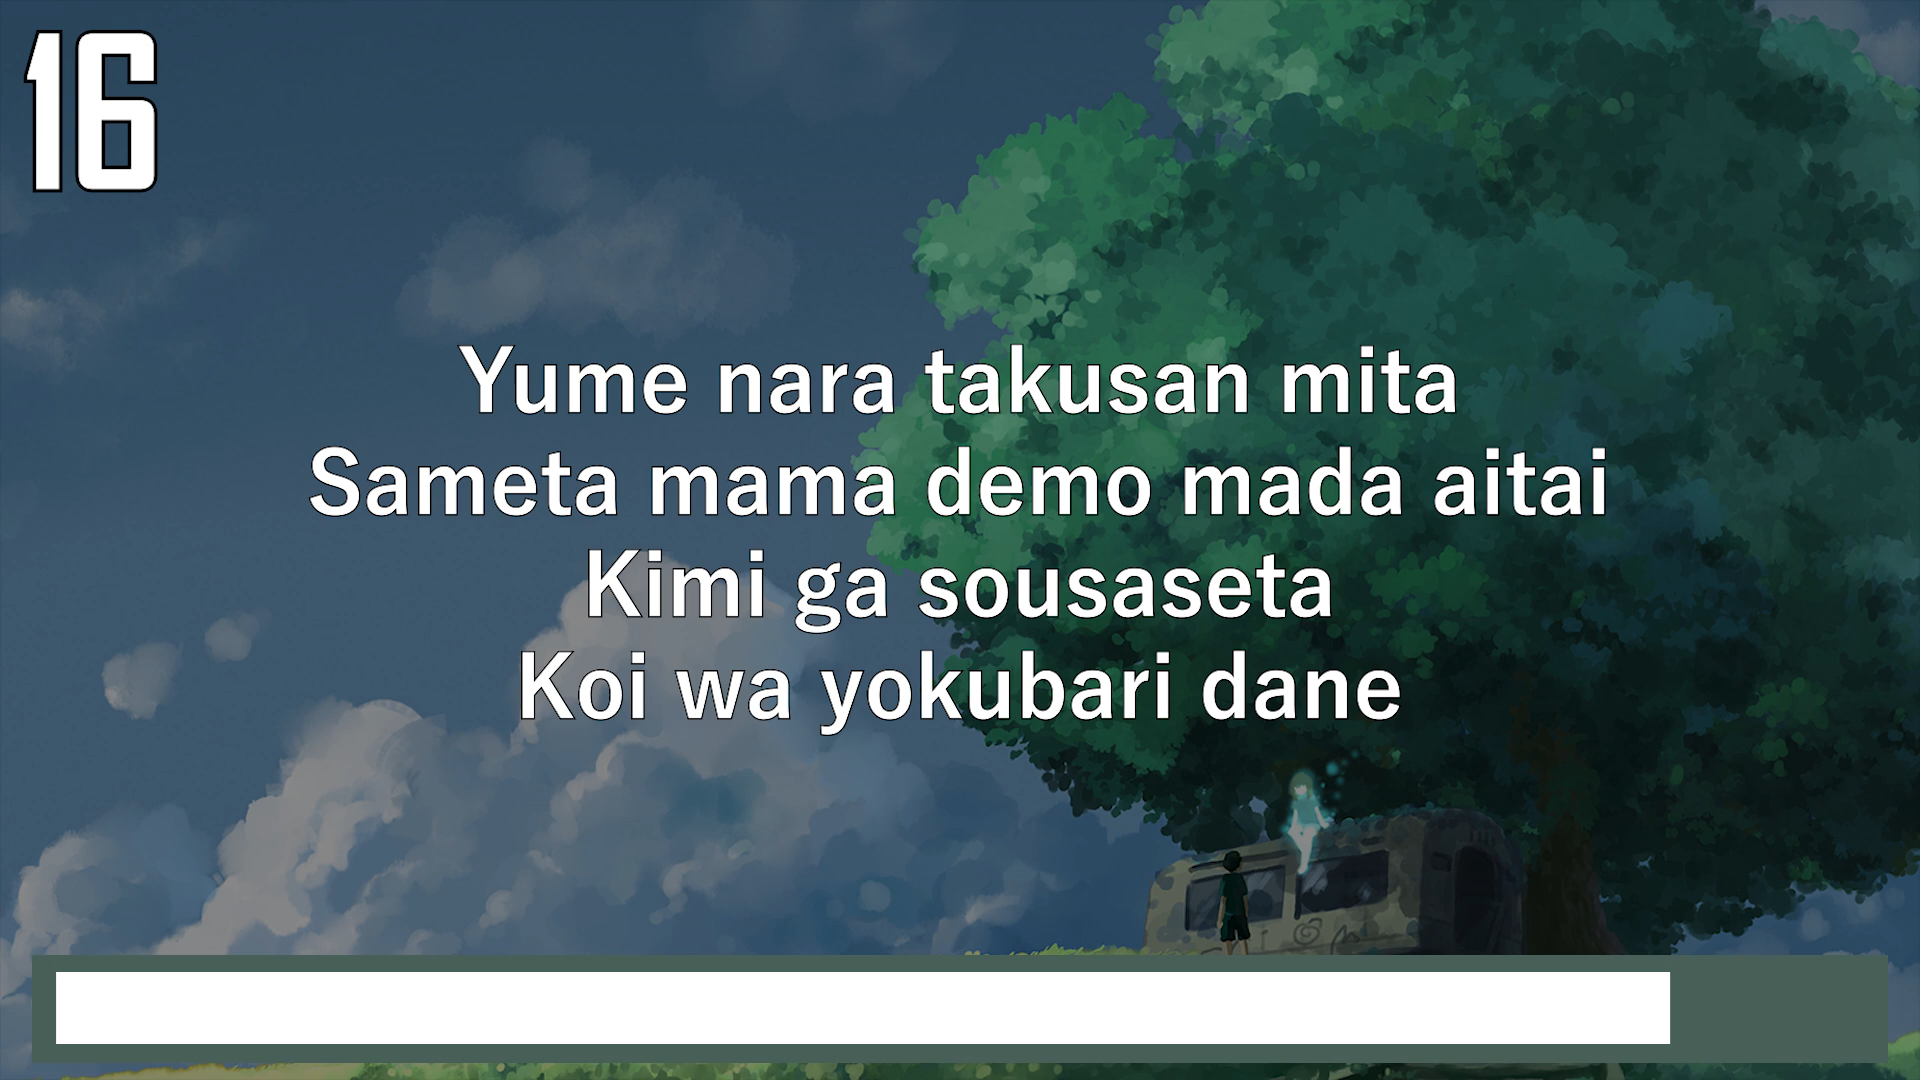 16
Yume nara takusan mita
Sameta mama demo mada aitai
Kimi ga sousaseta
Koi wa yokubari dane